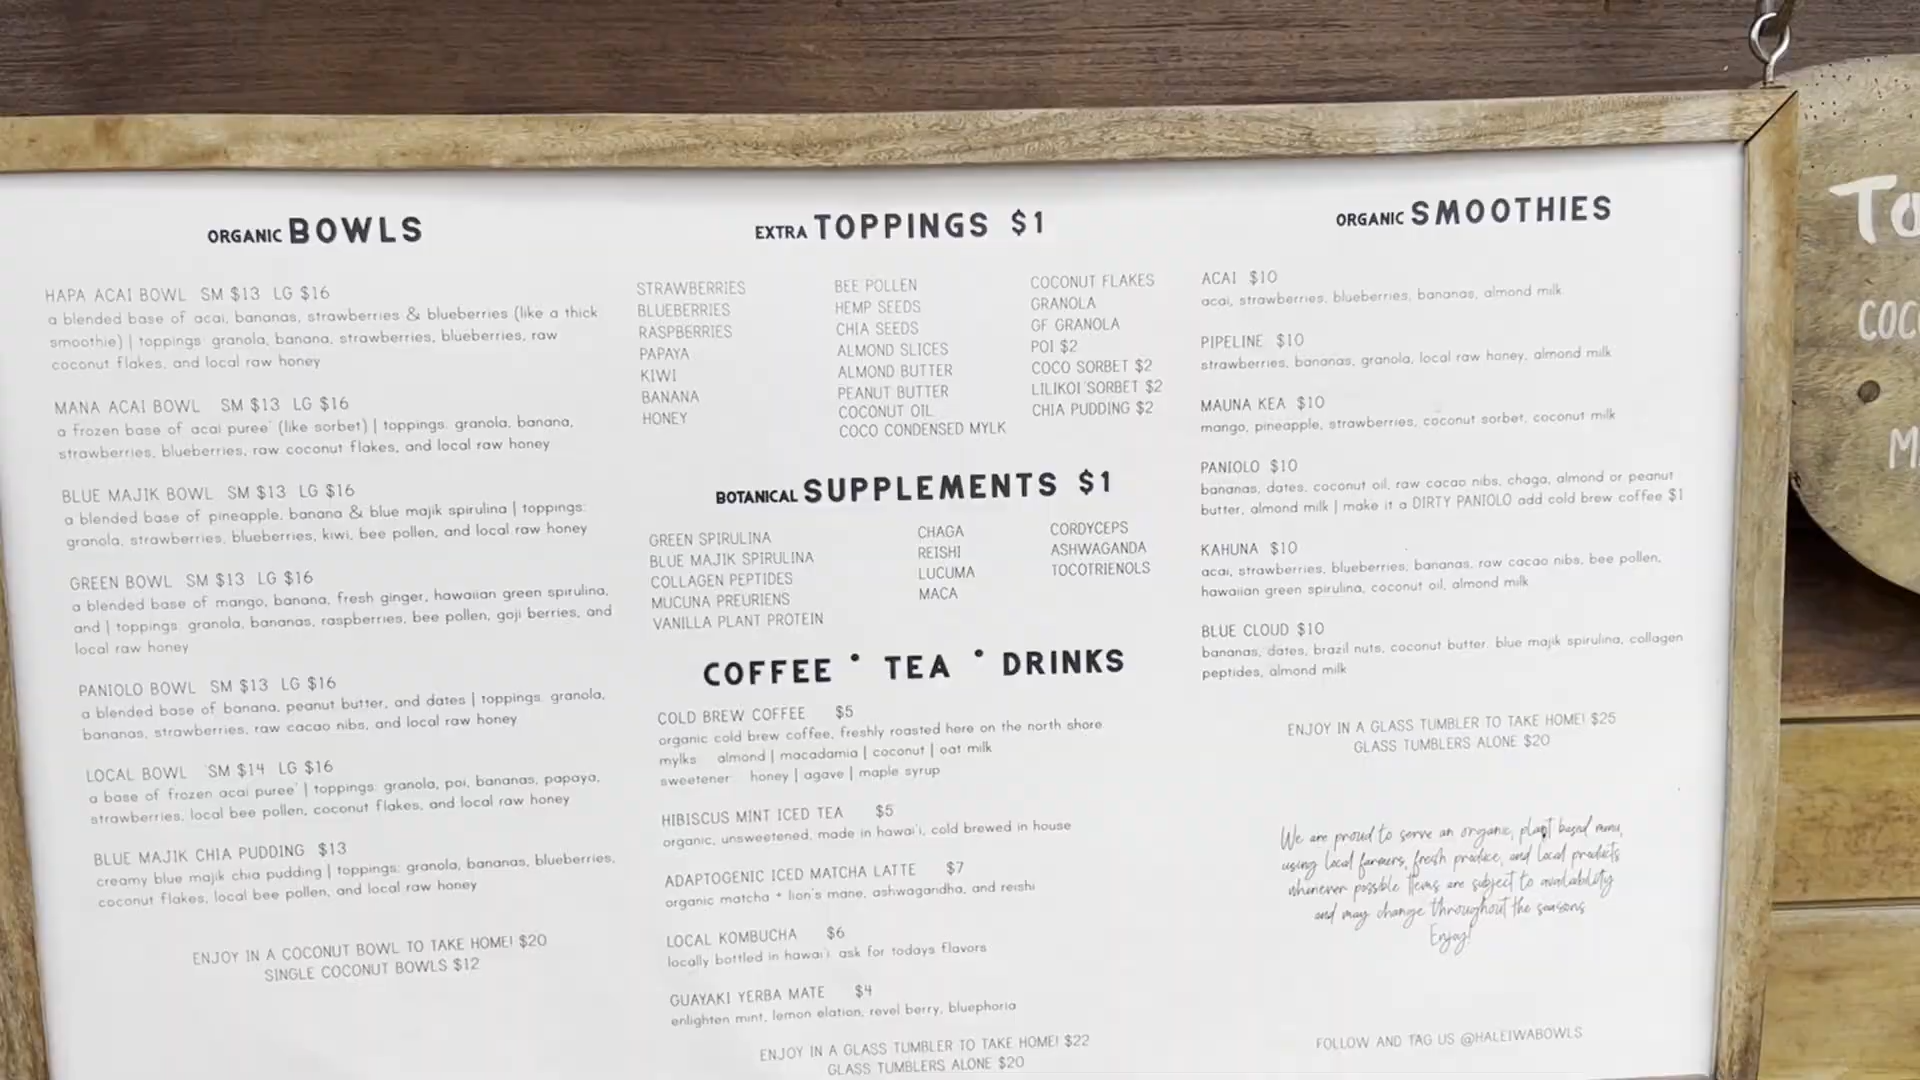 ORGANIC BOWLS
HAPA ACAI BOWL SM $13 LG $16
a blended base of acai, bananas, strawberries & blueberries (like a thick
smoothie) | toppings: granola, banana, strawberries, blueberries, raw
coconut flakes, and local raw honey
MANA ACAI BOWL SM $13 LG $16
a frozen base of acai puree' (like sorbet) | toppings: granola, banana,
strawberries, blueberries, raw coconut flakes, and local raw honey
BLUE MAJIK BOWL SM $13 LG $16
a blended base of pineapple, banana & blue majik spirulina | toppings:
granola, strawberries, blueberries, kiwi, bee pollen, and local raw honey
GREEN BOWL SM $13 LG $16
a blended base of mango, banana, fresh ginger, hawaiian green spirulina,
and | toppings: granola, bananas, raspberries, bee pollen, goji berries, and
local raw honey
PANIOLO BOWL SM $13 LG $16
a blended base of banana, peanut butter, and dates | toppings: granola,
bananas, strawberries, raw cacao nibs, and local raw honey
LOCAL BOWL SM $14 LG $16
a base of frozen acai puree' | toppings: granola, poi, bananas, papaya,
strawberries, local bee pollen, coconut flakes, and local raw honey
BLUE MAJIK CHIA PUDDING $13
creamy blue majik chia pudding | toppings: granola, bananas, blueberries,
coconut flakes, local bee pollen, and local raw honey
ENJOY IN A COCONUT BOWL TO TAKE HOME! $20
SINGLE COCONUT BOWLS $12
EXTRA TOPPINGS $1
STRAWBERRIES
BLUEBERRIES
RASPBERRIES
PAPAYA
KIWI
BANANA
HONEY
BEE POLLEN
HEMP SEEDS
CHIA SEEDS
ALMOND SLICES
ALMOND BUTTER
PEANUT BUTTER
COCONUT OIL
COCO CONDENSED MYLK
COCONUT FLAKES
GRANOLA
GF GRANOLA
POI $2
COCO SORBET $2
LILIKOI SORBET $2
CHIA PUDDING $2
BOTANICAL SUPPLEMENTS $1
GREEN SPIRULINA
BLUE MAJIK SPIRULINA
COLLAGEN PEPTIDES
MUCUNA PREURIENS
VANILLA PLANT PROTEIN
CHAGA
REISHI
LUCUMA
MACA
CORDYCEPS
ASHWAGANDA
TOCOTRIENOLS
COFFEE • TEA • DRINKS
COLD BREW COFFEE $5
organic cold brew coffee, freshly roasted here on the north shore
mylks almond | macadamia | coconut | oat milk
sweetener honey | agave | maple syrup
HIBISCUS MINT ICED TEA $5
organic, unsweetened, made in hawai'i, cold brewed in house
ADAPTOGENIC ICED MATCHA LATTE $7
organic matcha + lion's mane, ashwagandha, and reishi
LOCAL KOMBUCHA $6
locally bottled in hawai'i ask for todays flavors
GUAYAKI YERBA MATE $4
enlighten mint, lemon elation, revel berry, bluephoria
ENJOY IN A GLASS TUMBLER TO TAKE HOME! $22
GLASS TUMBLERS ALONE $20
ORGANIC SMOOTHIES
ACAI $10
acai, strawberries, blueberries, bananas, almond milk
PIPELINE $10
strawberries, bananas, granola, local raw honey, almond milk
MAUNA KEA $10
mango, pineapple, strawberries, coconut sorbet, coconut milk
PANIOLO $10
bananas, dates, coconut oil, raw cacao nibs, chaga, almond or peanut
butter, almond milk | make it a DIRTY PANIOLO add cold brew coffee $1
KAHUNA $10
acai, strawberries, blueberries, bananas, raw cacao nibs, bee pollen,
hawaiian green spirulina, coconut oil, almond milk
BLUE CLOUD $10
bananas, dates, brazil nuts, coconut butter, blue majik spirulina, collagen
peptides, almond milk
ENJOY IN A GLASS TUMBLER TO TAKE HOME! $25
GLASS TUMBLERS ALONE $20
We are proud to serve an organic, plant based menu,
using local farmers, fresh produce, and local products
whenever possible Items are subject to availability
and may change throughout the seasons
Enjoy!
FOLLOW AND TAG US @HALEIWABOWLS
To
COC
M